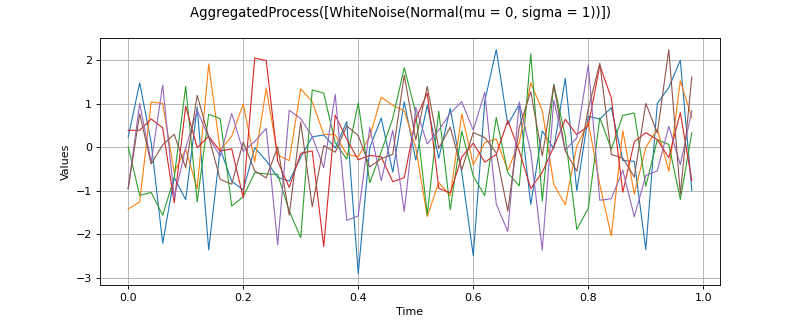 AggregatedProcess([WhiteNoise(Normal(mu = 0, sigma = 1))])
2
1
0
−1
−2
−3
Values
0.0 0.2 0.4 0.6 0.8 1.0
Time